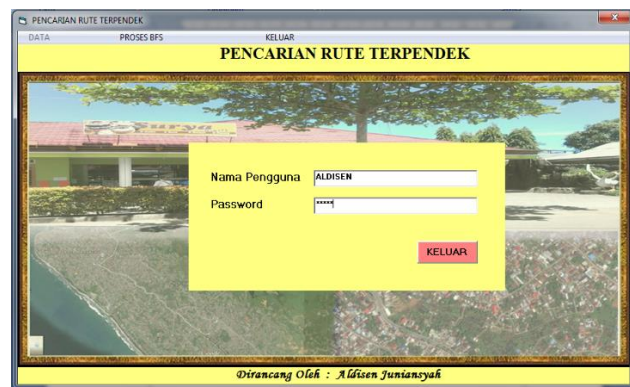 PENCARIAN RUTE TERPENDEK
DATA PROSES BFS KELUAR
PENCARIAN RUTE TERPENDEK
Surya
Nama Pengguna ALDISEN
Password *****
KELUAR
Dirancang Oleh : Aldisen Juniansyah